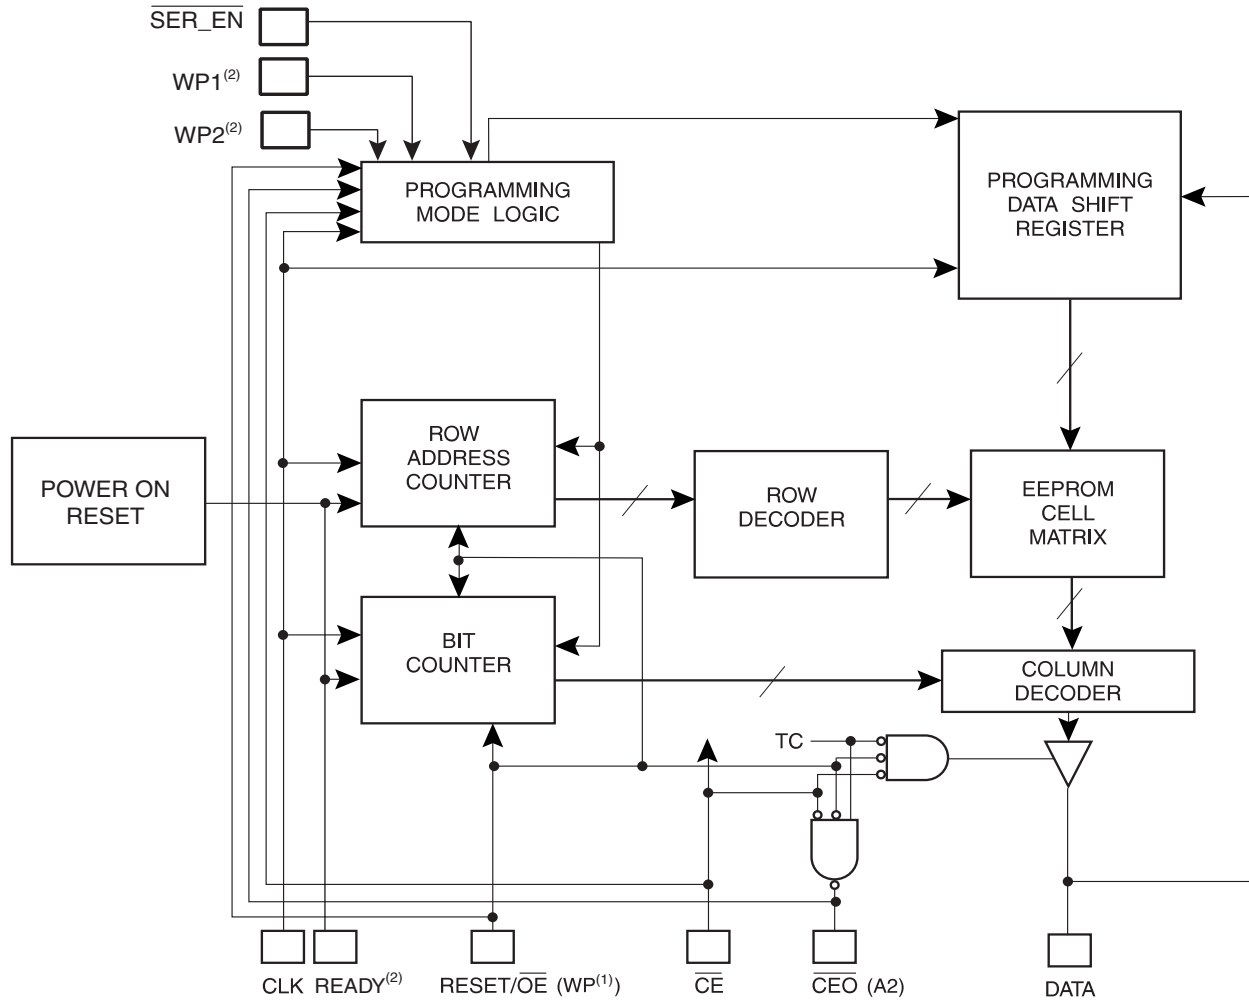 SER_EN
WP1(2)
WP2(2)
PROGRAMMING
MODE LOGIC
PROGRAMMING
DATA SHIFT
REGISTER
POWER ON
RESET
ROW
ADDRESS
COUNTER
ROW
DECODER
EEPROM
CELL
MATRIX
BIT
COUNTER
COLUMN
DECODER
TC
CLK
READY(2)
RESET/OE (WP(1))
CE
CEO (A2)
DATA